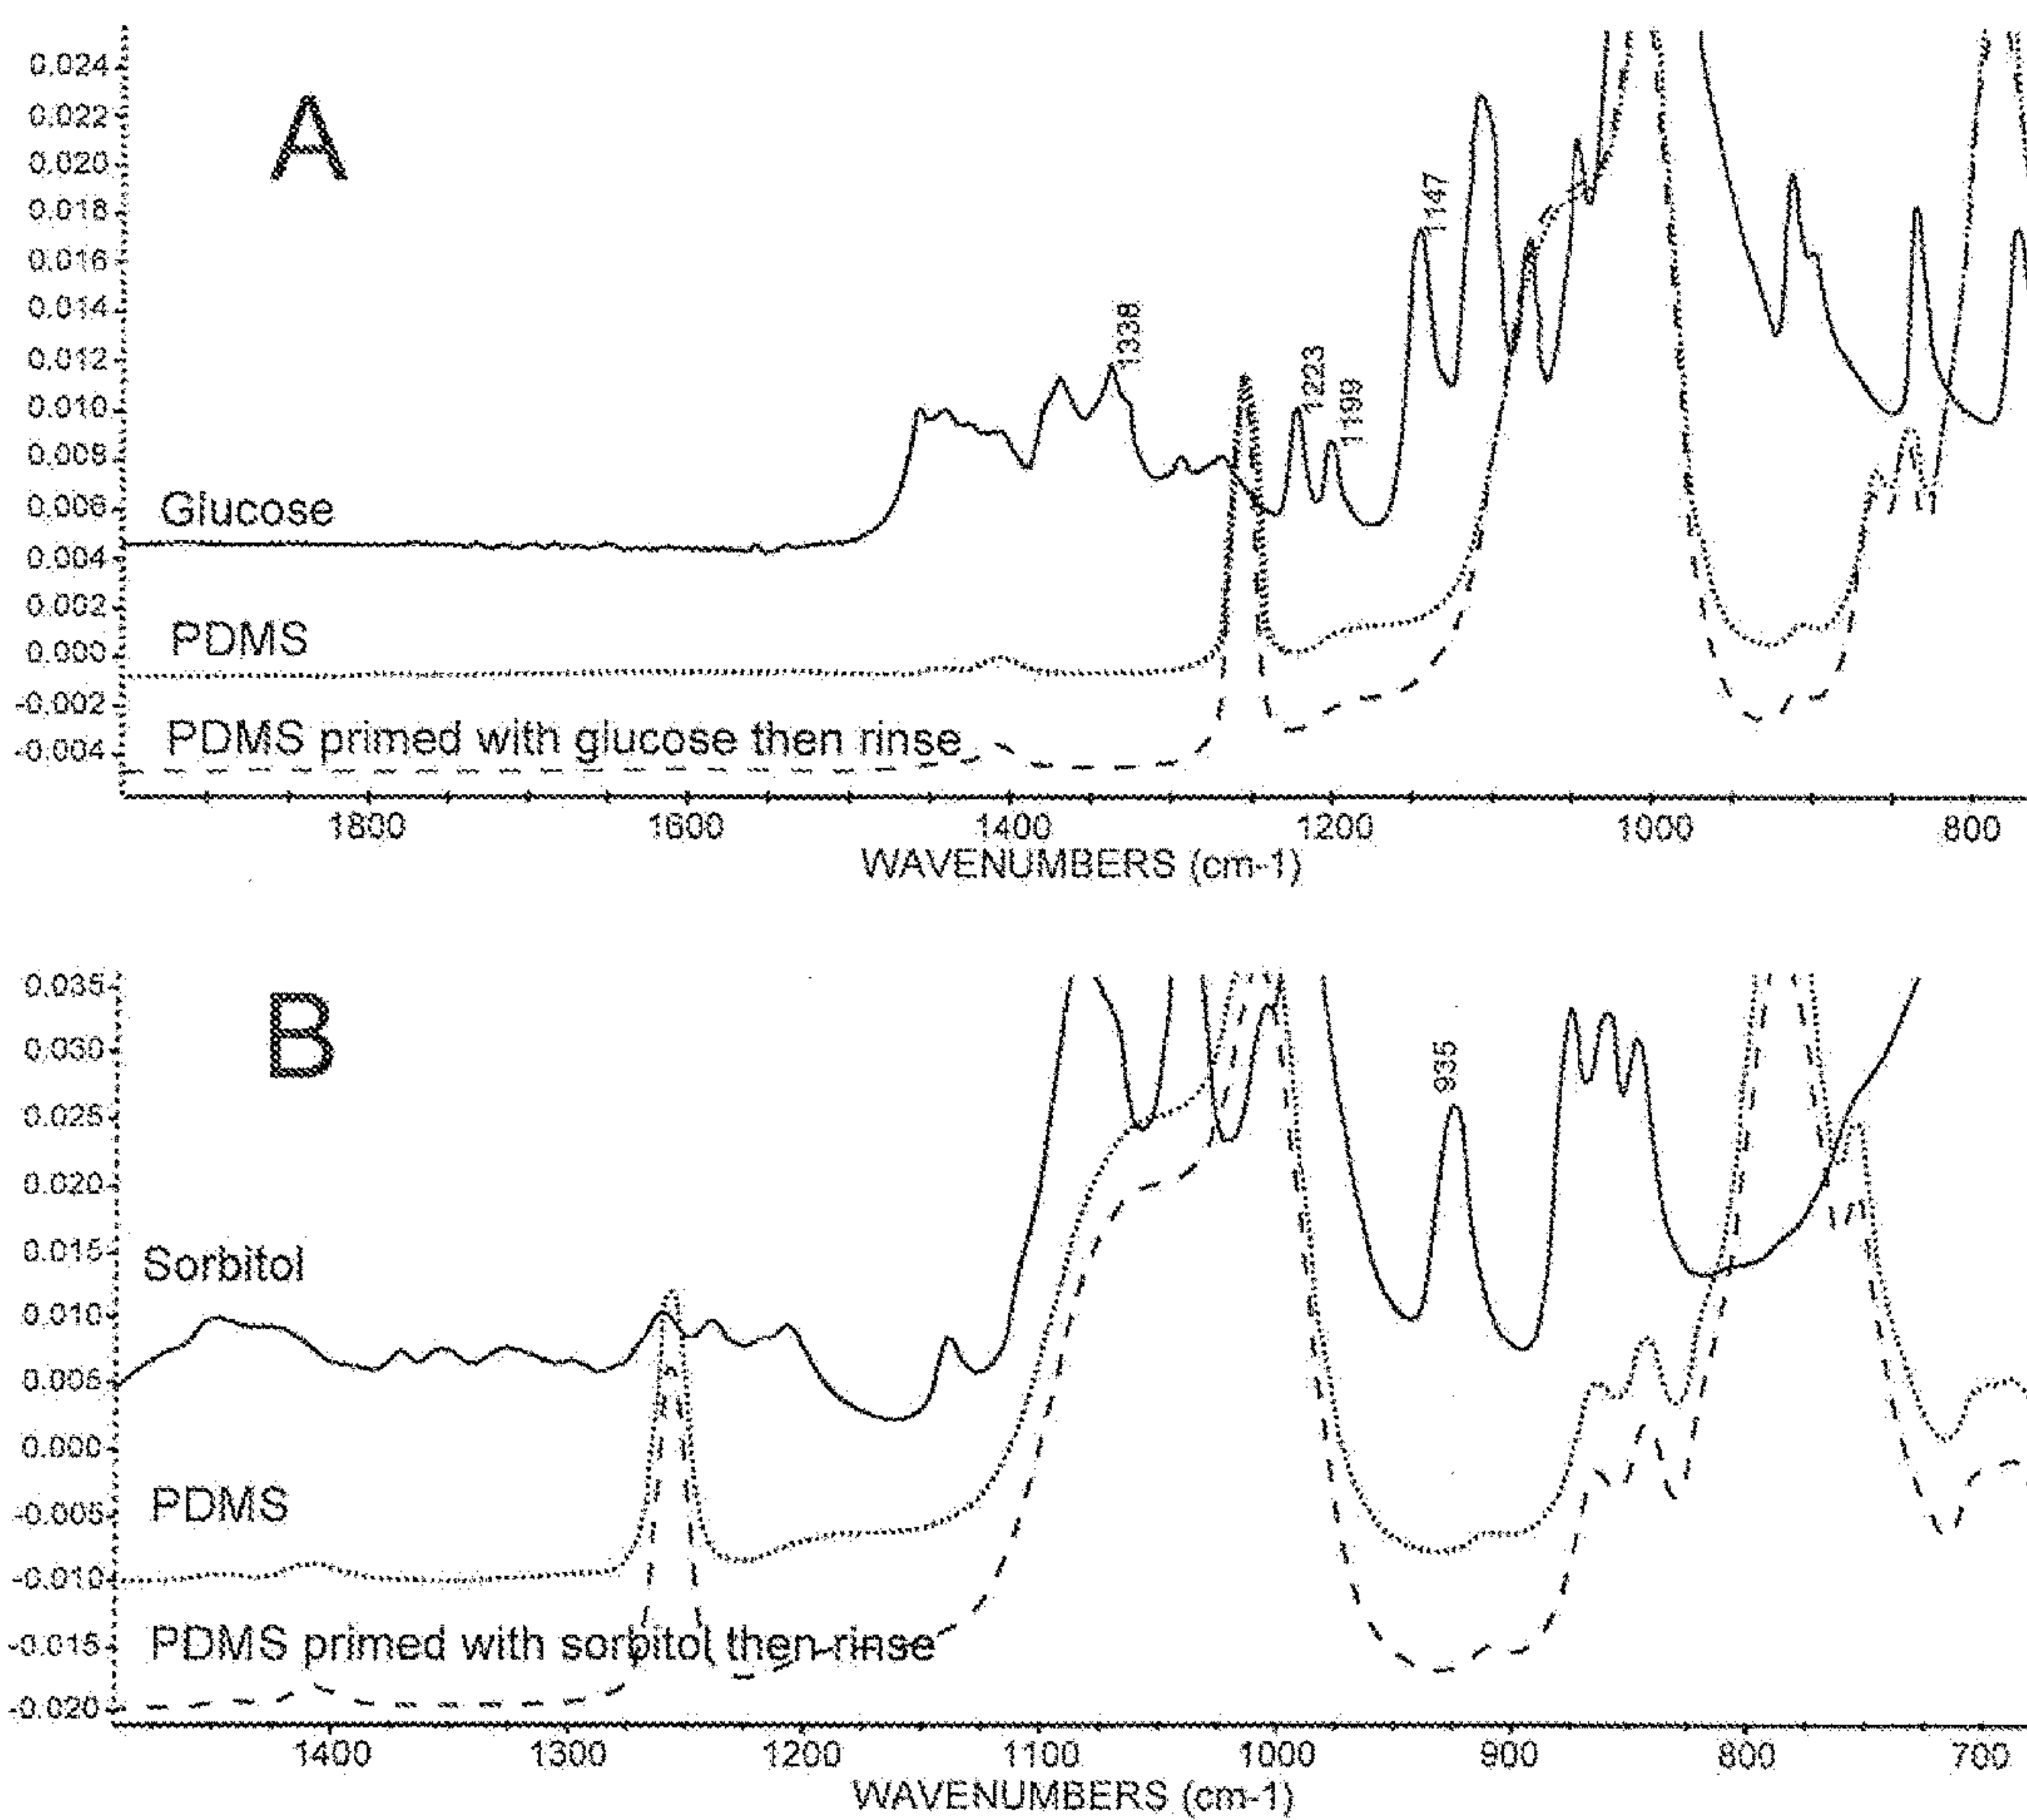 0.024
A
0.022
0.020
0.018
1147
0.016
0.014
1338
0.012
1223
0.010
1199
0.008
0.006
Glucose
0.004
0.002
PDMS
0.000
-0.002
PDMS primed with glucose then rinse
-0.004
1800 1600 1400 1200 1000 800
WAVENUMBERS (cm-1)
0.035
B
0.030
935
0.025
0.020
0.015
Sorbitol
0.010
0.005
0.000
PDMS
-0.005
-0.010
PDMS primed with sorbitol then rinse
-0.015
-0.020
1400 1300 1200 1100 1000 900 800 700
WAVENUMBERS (cm-1)